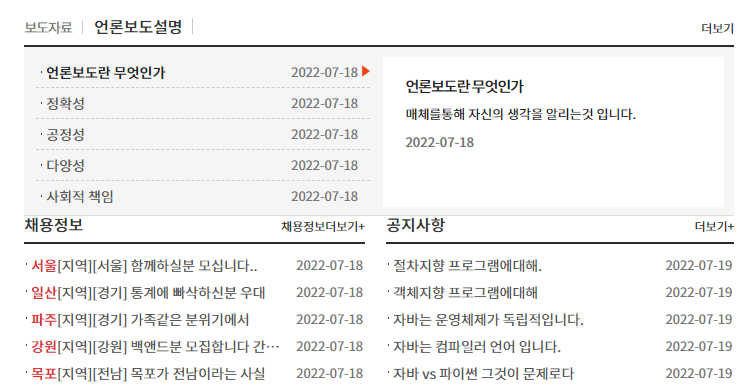 보도자료 언론보도설명 더보기
· 언론보도란 무엇인가 2022-07-18
· 정확성 2022-07-18
· 공정성 2022-07-18
· 다양성 2022-07-18
· 사회적 책임 2022-07-18
언론보도란 무엇인가
매체를통해 자신의 생각을 알리는것 입니다.
2022-07-18
채용정보 채용정보더보기+
· 서울[지역][서울] 함께하실분 모십니다.. 2022-07-18
· 일산[지역][경기] 통계에 빠삭하신분 우대 2022-07-18
· 파주[지역][경기] 가족같은 분위기에서 2022-07-18
· 강원[지역][강원] 백앤드분 모집합니다 간… 2022-07-18
· 목포[지역][전남] 목포가 전남이라는 사실 2022-07-18
공지사항 더보기+
· 절차지향 프로그램에대해. 2022-07-19
· 객체지향 프로그램에대해 2022-07-19
· 자바는 운영체제가 독립적입니다. 2022-07-19
· 자바는 컴파일러 언어 입니다. 2022-07-19
· 자바 vs 파이썬 그것이 문제로다 2022-07-19